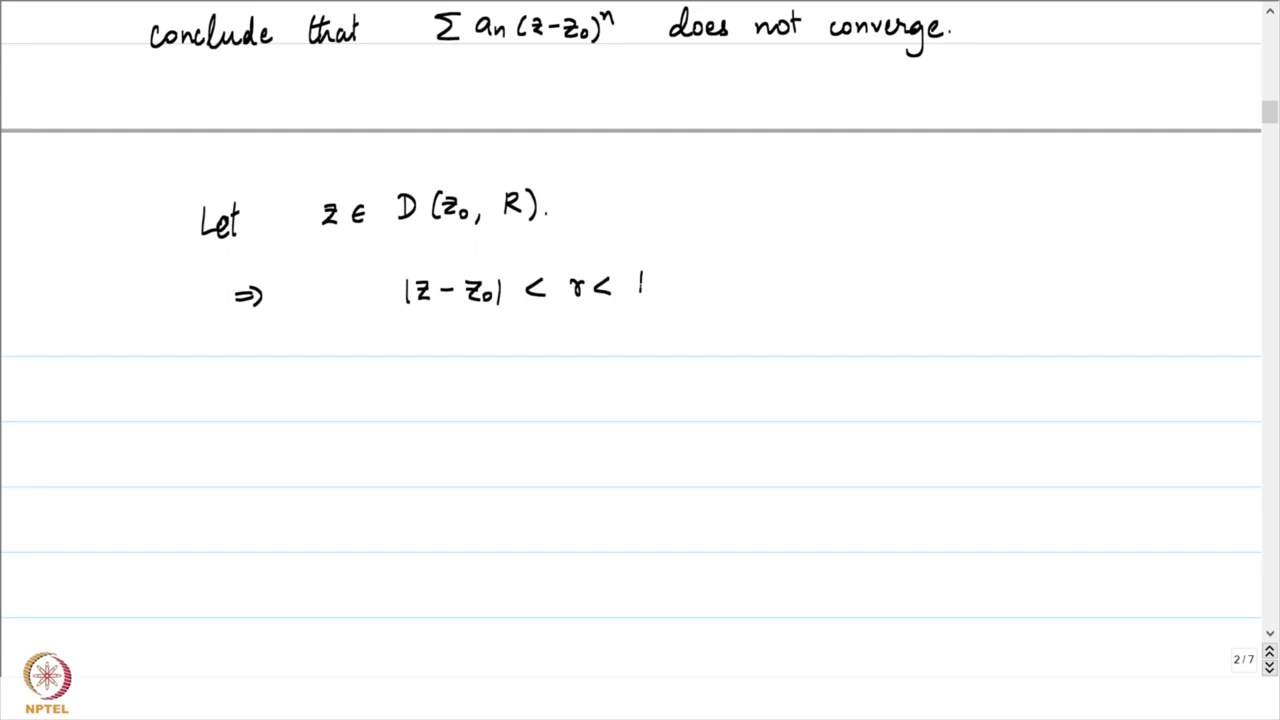 conclude that Σ an (z-z₀)ⁿ does not converge.
Let z ∈ D (z₀, R).
⇒ |z - z₀| < r < |
2 / 7
NPTEL